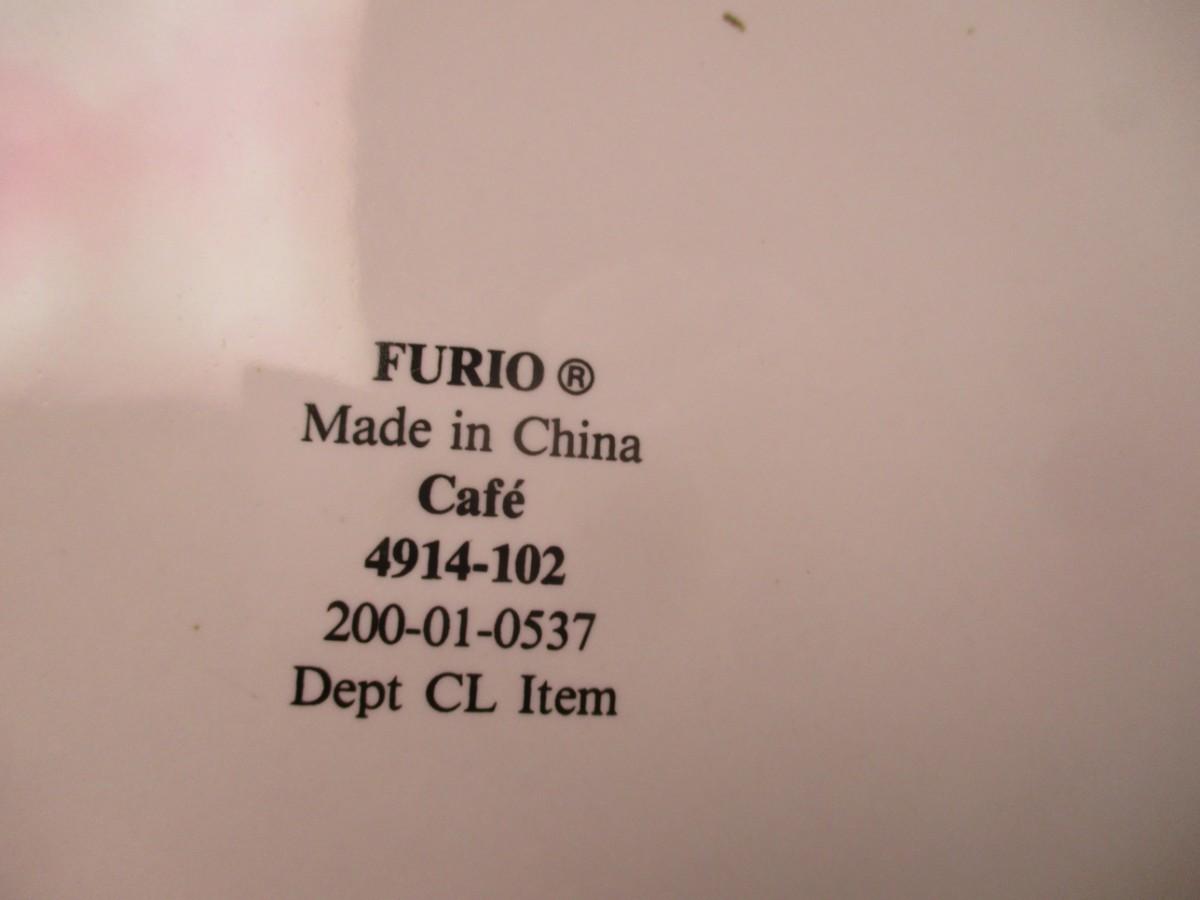 FURIO ®
Made in China
Café
4914-102
200-01-0537
Dept CL Item